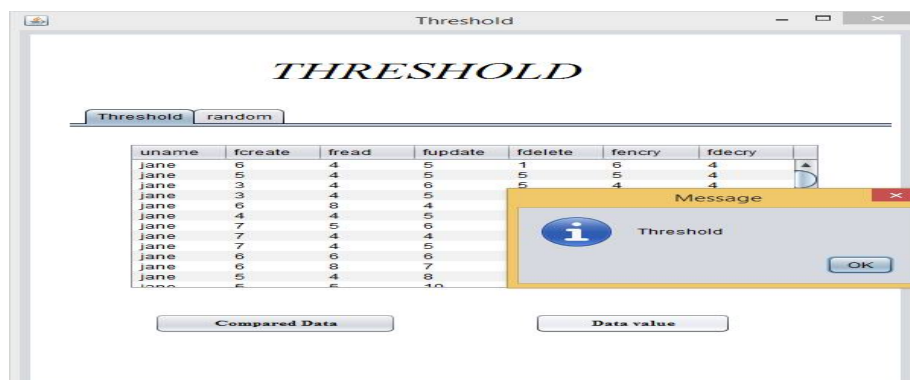 Threshold
THRESHOLD
Threshold random
uname fcreate fread fupdate fdelete fencry fdecry
jane 6 4 5 1 6 4
jane 5 4 5 5 5 4
jane 3 4 6 5 4 4
jane 3 4 5
jane 6 8 4
jane 4 4 5
jane 7 5 6
jane 7 4 4
jane 7 4 5
jane 6 6 6
jane 6 8 7
jane 5 4 8
Message
Threshold
OK
Compared Data Data value